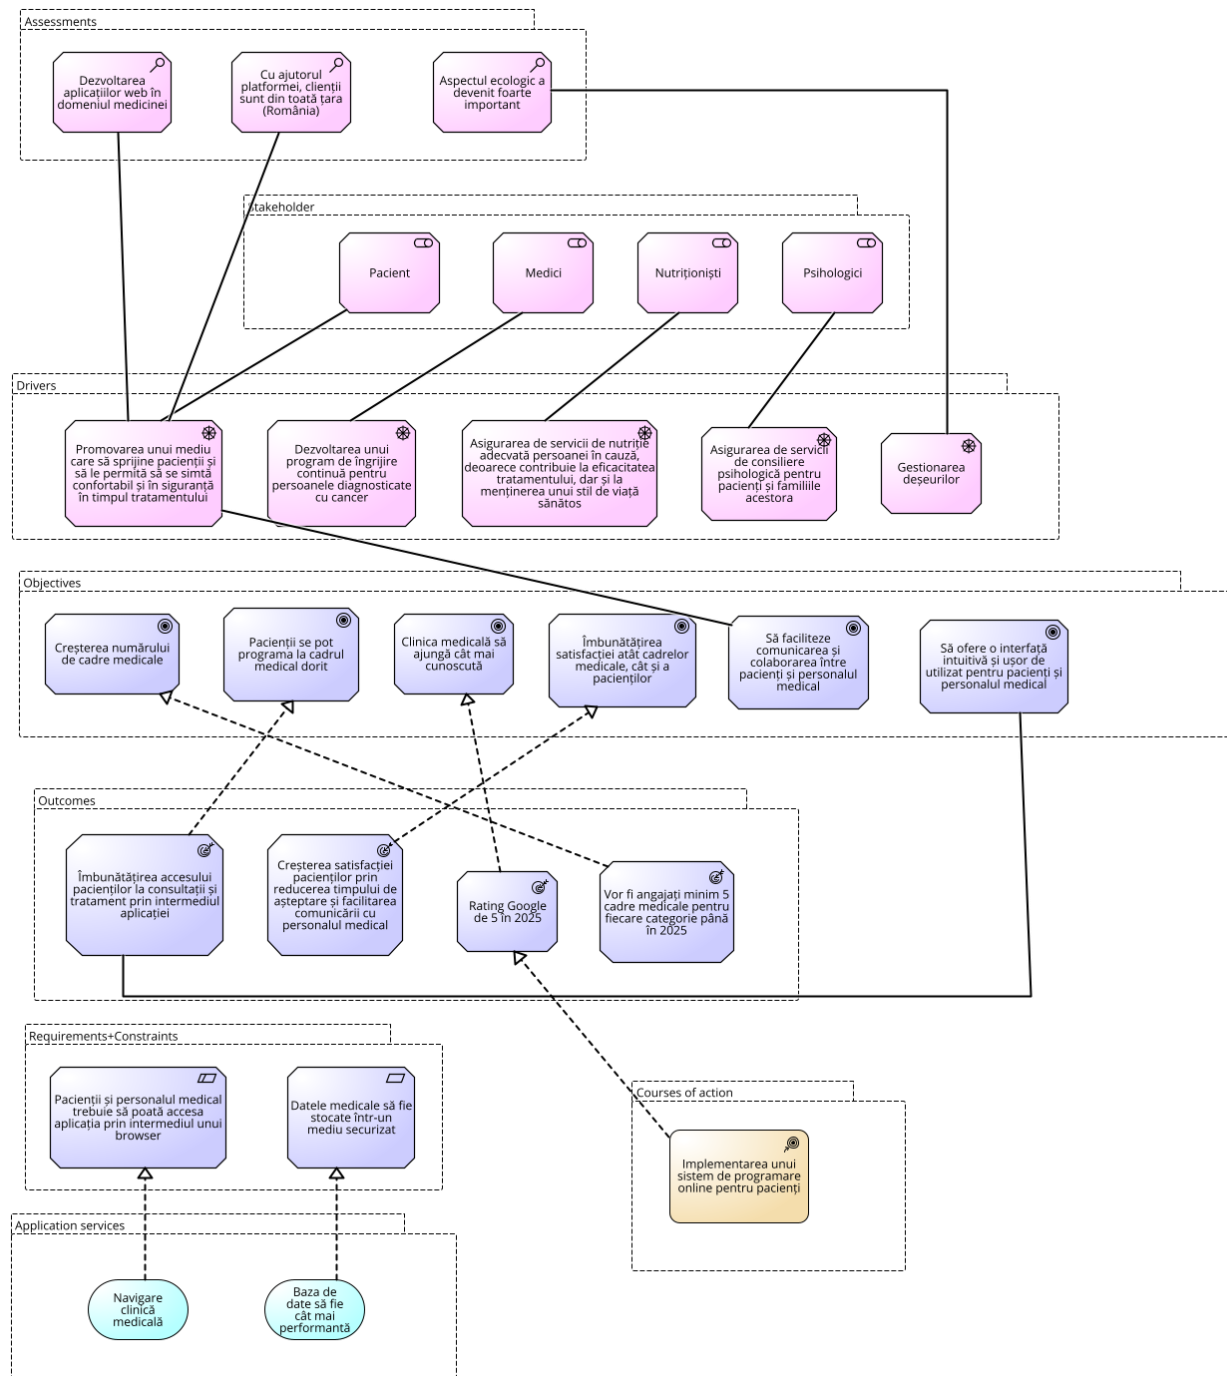 Assessments
Dezvoltarea
aplicațiilor web în
domeniul medicinei
Cu ajutorul
platformei, clienții
sunt din toată țara
(România)
Aspectul ecologic a
devenit foarte
important
Stakeholder
Pacient
Medici
Nutriționiști
Psihologici
Drivers
Promovarea unui mediu
care să sprijine pacienții și
să le permită să se simtă
confortabil și în siguranță
în timpul tratamentului
Dezvoltarea unui
program de îngrijire
continuă pentru
persoanele diagnosticate
cu cancer
Asigurarea de servicii de nutriție
adecvată persoanei în cauză,
deoarece contribuie la eficacitatea
tratamentului, dar și la
menținerea unui stil de viață
sănătos
Asigurarea de servicii
de consiliere
psihologică pentru
pacienți și familiile
acestora
Gestionarea
deșeurilor
Objectives
Creșterea numărului
de cadre medicale
Pacienții se pot
programa la cadrul
medical dorit
Clinica medicală să
ajungă cât mai
cunoscută
Îmbunătățirea
satisfacției atât cadrelor
medicale, cât și a
pacienților
Să faciliteze
comunicarea și
colaborarea între
pacienți și personalul
medical
Să ofere o interfață
intuitivă și ușor de
utilizat pentru pacienți și
personalul medical
Outcomes
Îmbunătățirea accesului
pacienților la consultații și
tratament prin intermediul
aplicației
Creșterea satisfacției
pacienților prin
reducerea timpului de
așteptare și facilitarea
comunicării cu
personalul medical
Rating Google
de 5 în 2025
Vor fi angajați minim 5
cadre medicale pentru
fiecare categorie până
în 2025
Requirements+Constraints
Pacienții și personalul medical
trebuie să poată accesa
aplicația prin intermediul unui
browser
Datele medicale să fie
stocate într-un
mediu securizat
Courses of action
Implementarea unui
sistem de programare
online pentru pacienți
Application services
Navigare
clinică
medicală
Baza de
date să fie
cât mai
performantă